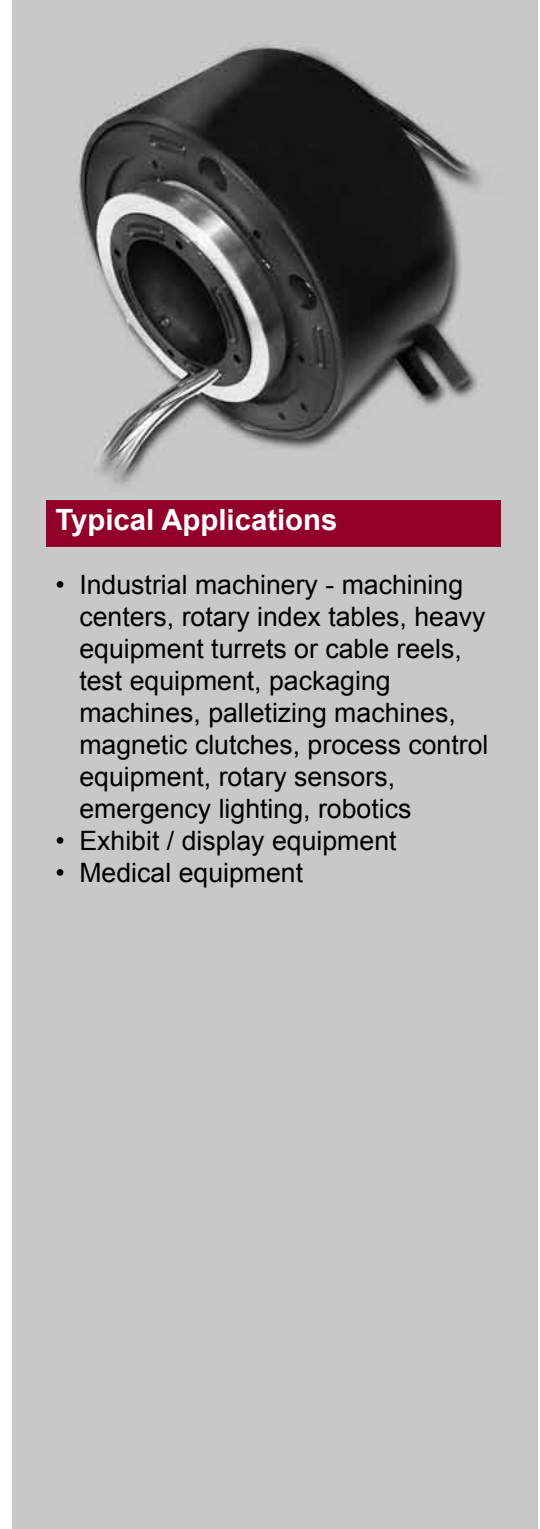 Typical Applications
• Industrial machinery - machining
centers, rotary index tables, heavy
equipment turrets or cable reels,
test equipment, packaging
machines, palletizing machines,
magnetic clutches, process control
equipment, rotary sensors,
emergency lighting, robotics
• Exhibit / display equipment
• Medical equipment